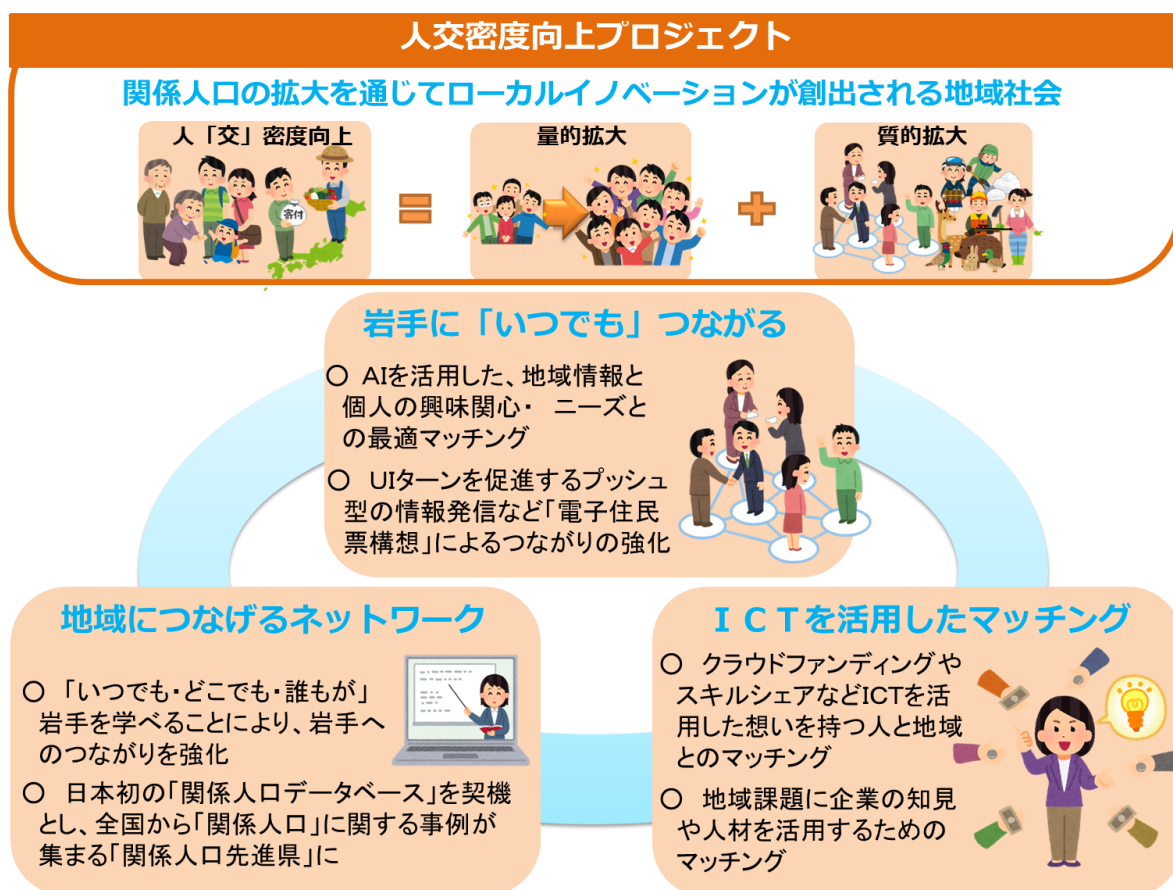 人交密度向上プロジェクト
関係人口の拡大を通じてローカルイノベーションが創出される地域社会
人「交」密度向上
量的拡大
質的拡大
寄付
=
+
岩手に「いつでも」つながる
○ AIを活用した、地域情報と
個人の興味関心・ ニーズと
の最適マッチング
○ UIターンを促進するプッシュ
型の情報発信など「電子住民
票構想」によるつながりの強化
地域につなげるネットワーク
○ 「いつでも・どこでも・誰もが」
岩手を学べることにより、岩手へ
のつながりを強化
○ 日本初の「関係人口データベース」を契機
とし、全国から「関係人口」に関する事例が
集まる「関係人口先進県」に
ＩＣＴを活用したマッチング
○ クラウドファンディングや
スキルシェアなどICTを活
用した想いを持つ人と地域
とのマッチング
○ 地域課題に企業の知見
や人材を活用するための
マッチング